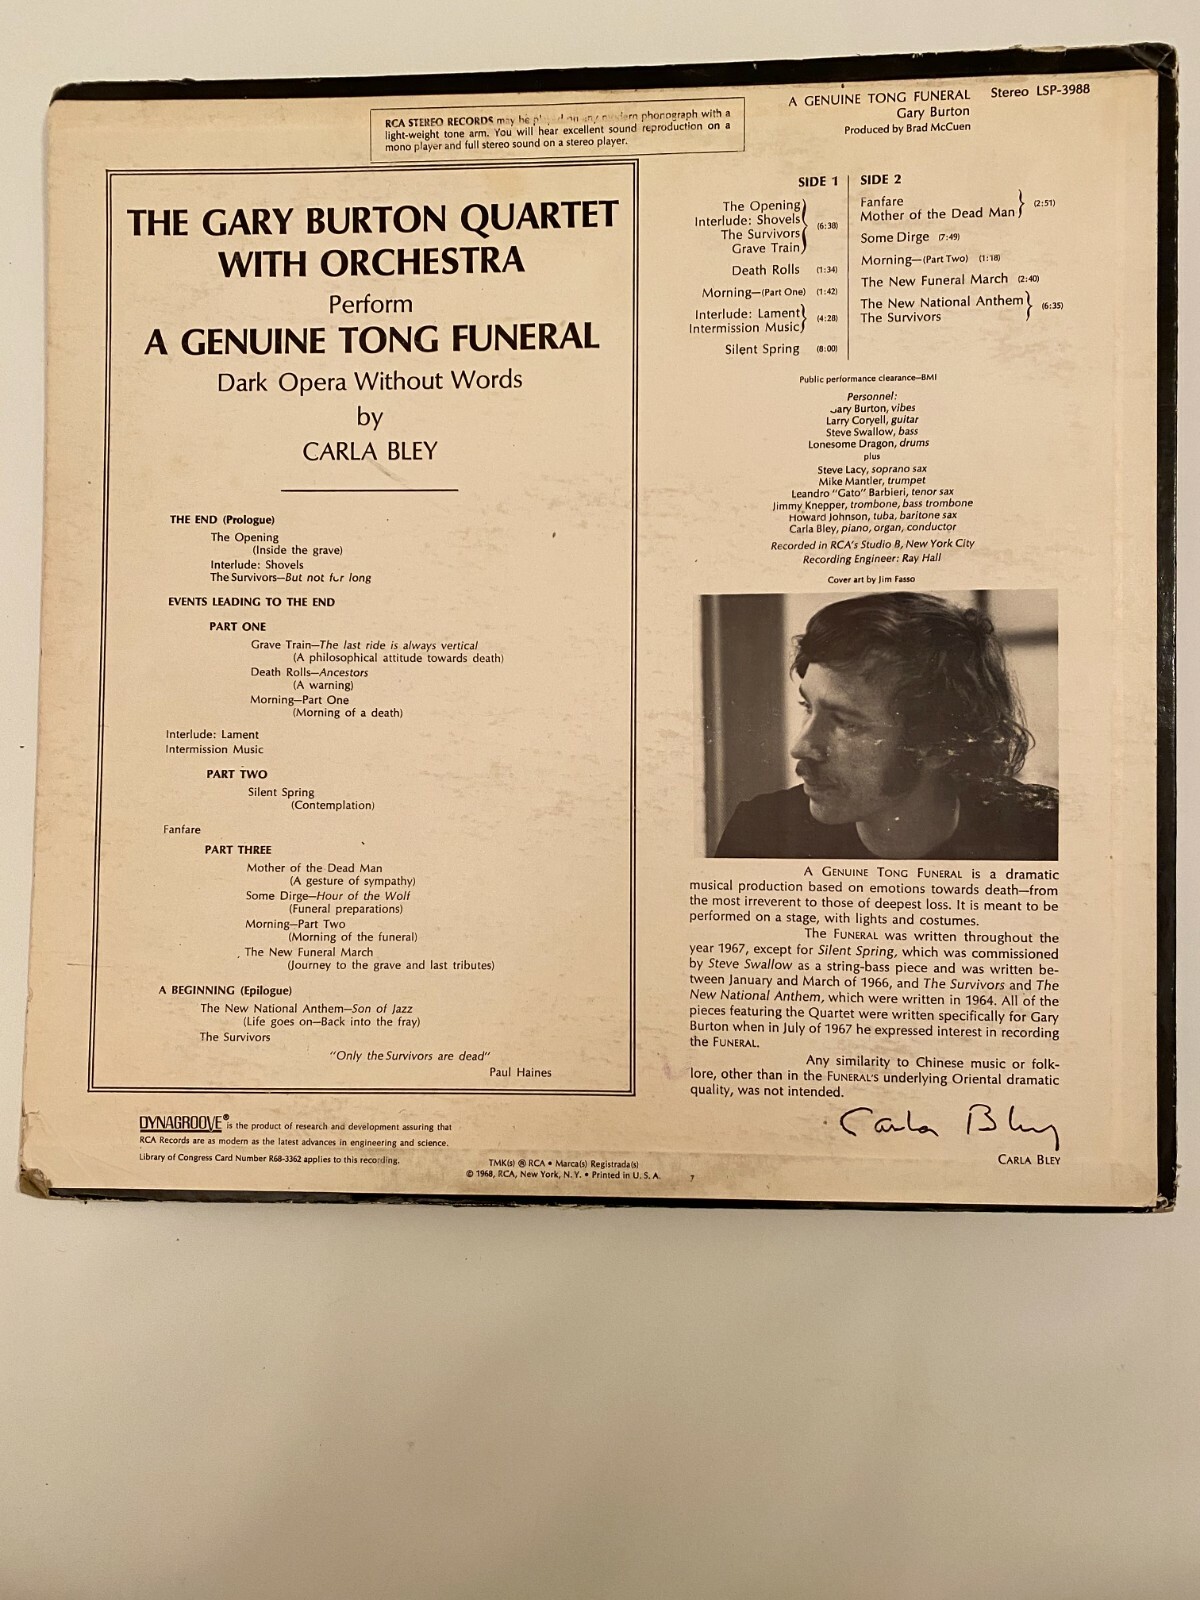 RCA STEREO RECORDS may be played on any modern phonograph with a
light-weight tone arm. You will hear excellent sound reproduction on a
mono player and full stereo sound on a stereo player.
A GENUINE TONG FUNERAL Stereo LSP-3988
Gary Burton
Produced by Brad McCuen
THE GARY BURTON QUARTET
WITH ORCHESTRA
Perform
A GENUINE TONG FUNERAL
Dark Opera Without Words
by
CARLA BLEY
THE END (Prologue)
The Opening
(Inside the grave)
Interlude: Shovels
The Survivors—But not for long
EVENTS LEADING TO THE END
PART ONE
Grave Train—The last ride is always vertical
(A philosophical attitude towards death)
Death Rolls—Ancestors
(A warning)
Morning—Part One
(Morning of a death)
Interlude: Lament
Intermission Music
PART TWO
Silent Spring
(Contemplation)
Fanfare
PART THREE
Mother of the Dead Man
(A gesture of sympathy)
Some Dirge—Hour of the Wolf
(Funeral preparations)
Morning—Part Two
(Morning of the funeral)
The New Funeral March
(Journey to the grave and last tributes)
A BEGINNING (Epilogue)
The New National Anthem—Son of Jazz
(Life goes on—Back into the fray)
The Survivors
"Only the Survivors are dead"
Paul Haines
SIDE 1
The Opening
Interlude: Shovels
The Survivors
Grave Train
(6:38)
Death Rolls (1:34)
Morning—(Part One) (1:42)
Interlude: Lament
Intermission Music
(4:28)
Silent Spring (8:00)
SIDE 2
Fanfare
Mother of the Dead Man
(2:51)
Some Dirge (7:49)
Morning—(Part Two) (1:18)
The New Funeral March (2:40)
The New National Anthem
The Survivors
(6:35)
Public performance clearance—BMI
Personnel:
Gary Burton, vibes
Larry Coryell, guitar
Steve Swallow, bass
Lonesome Dragon, drums
plus
Steve Lacy, soprano sax
Mike Mantler, trumpet
Leandro "Gato" Barbieri, tenor sax
Jimmy Knepper, trombone, bass trombone
Howard Johnson, tuba, baritone sax
Carla Bley, piano, organ, conductor
Recorded in RCA's Studio B, New York City
Recording Engineer: Ray Hall
Cover art by Jim Fasso
A GENUINE TONG FUNERAL is a dramatic
musical production based on emotions towards death—from
the most irreverent to those of deepest loss. It is meant to be
performed on a stage, with lights and costumes.
The FUNERAL was written throughout the
year 1967, except for Silent Spring, which was commissioned
by Steve Swallow as a string-bass piece and was written be-
tween January and March of 1966, and The Survivors and The
New National Anthem, which were written in 1964. All of the
pieces featuring the Quartet were written specifically for Gary
Burton when in July of 1967 he expressed interest in recording
the FUNERAL.
Any similarity to Chinese music or folk-
lore, other than in the FUNERAL'S underlying Oriental dramatic
quality, was not intended.
Carla Bley
CARLA BLEY
DYNAGROOVE® is the product of research and development assuring that
RCA Records are as modern as the latest advances in engineering and science.
Library of Congress Card Number R68-3362 applies to this recording.
TMK(s) ® RCA • Marca(s) Registrada(s)
© 1968, RCA, New York, N.Y. • Printed in U. S. A.
7